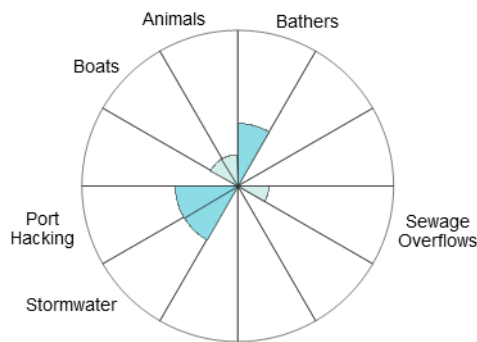 Animals
Bathers
Boats
Port
Hacking
Sewage
Overflows
Stormwater